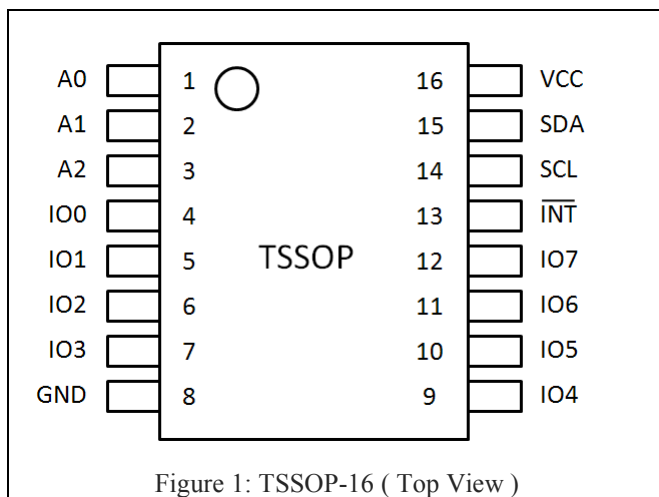 A0 1 16 VCC
A1 2 15 SDA
A2 3 14 SCL
IO0 4 13 I̅N̅T̅
IO1 5 TSSOP 12 IO7
IO2 6 11 IO6
IO3 7 10 IO5
GND 8 9 IO4
Figure 1: TSSOP-16 ( Top View )